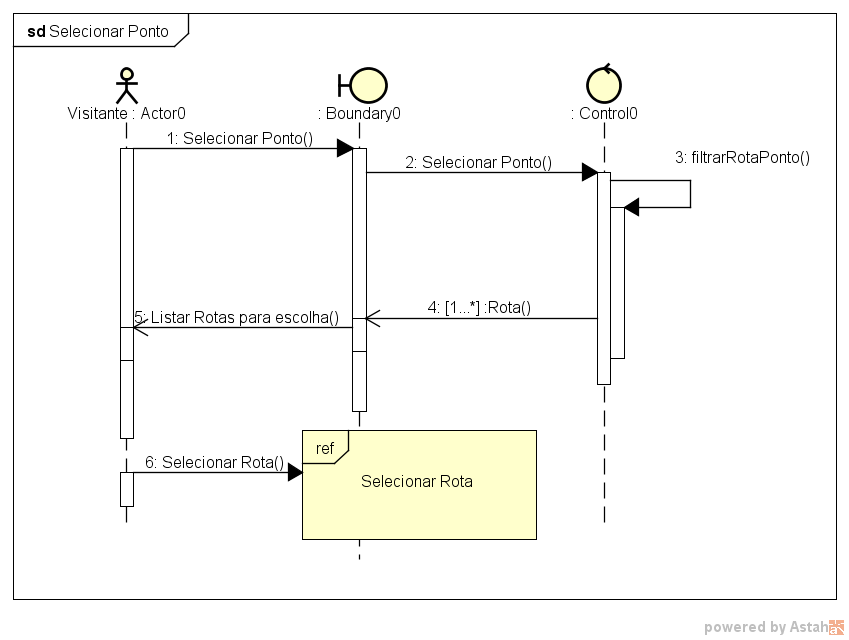 sd Selecionar Ponto
Visitante : Actor0
: Boundary0
: Control0
1: Selecionar Ponto()
2: Selecionar Ponto()
3: filtrarRotaPonto()
4: [1...*] :Rota()
5: Listar Rotas para escolha()
ref
6: Selecionar Rota()
Selecionar Rota
powered by Astah